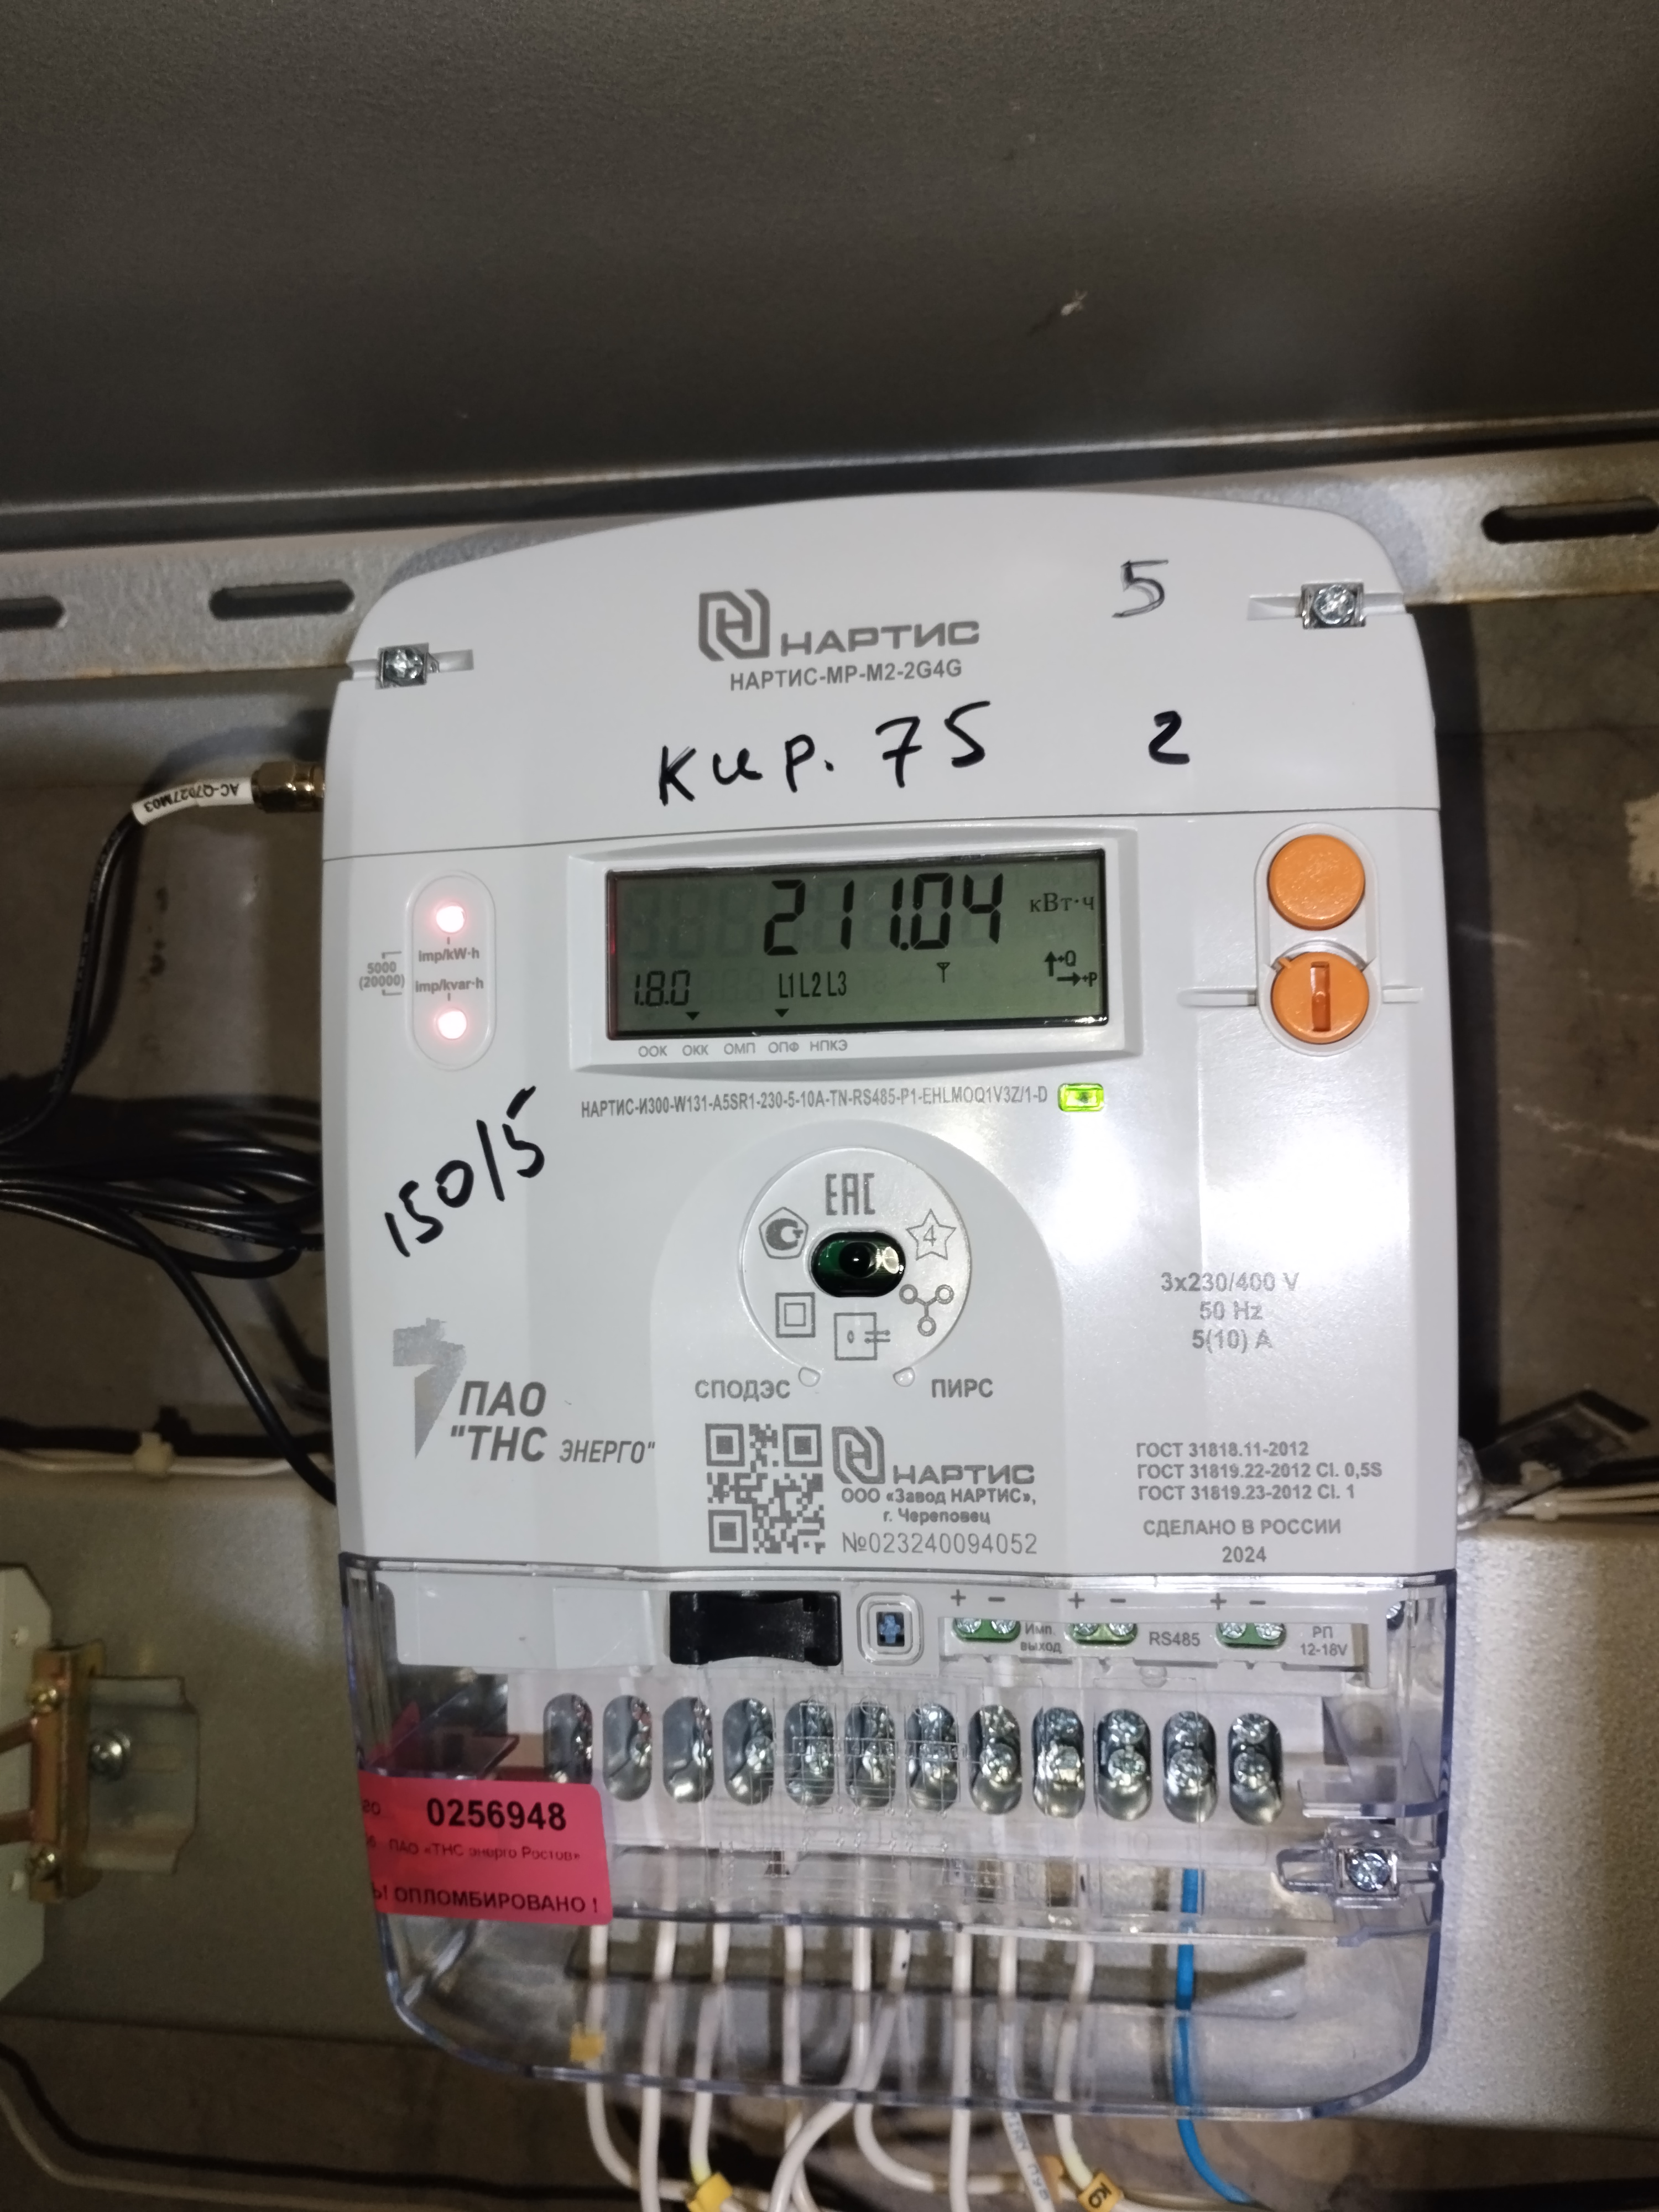 5
НАРТИС
НАРТИС-МР-М2-2G4G
Кир. 75 2
AC-Q7027M03
211.04 кВт·ч
1.8.0 L1 L2 L3 +Q +P
ООК ОКК ОМП ОПФ НПКЭ
imp/kW·h
5000
(20000)
imp/kvar·h
НАРТИС-И300-W131-A5SR1-230-5-10A-TN-RS485-P1-EHLMOQ1V3Z/1-D
150/5
EAC
4
3x230/400 V
50 Hz
5(10) A
СПОДЭС ПИРС
ПАО
"ТНС ЭНЕРГО"
НАРТИС
ООО «Завод НАРТИС»,
г. Череповец
№023240094052
ГОСТ 31818.11-2012
ГОСТ 31819.22-2012 Cl. 0,5S
ГОСТ 31819.23-2012 Cl. 1
СДЕЛАНО В РОССИИ
2024
+ − + − + −
Имп. выход
RS485
РП
12-18V
0256948
ПАО «ТНС энерго Ростов»
ОПЛОМБИРОВАНО !